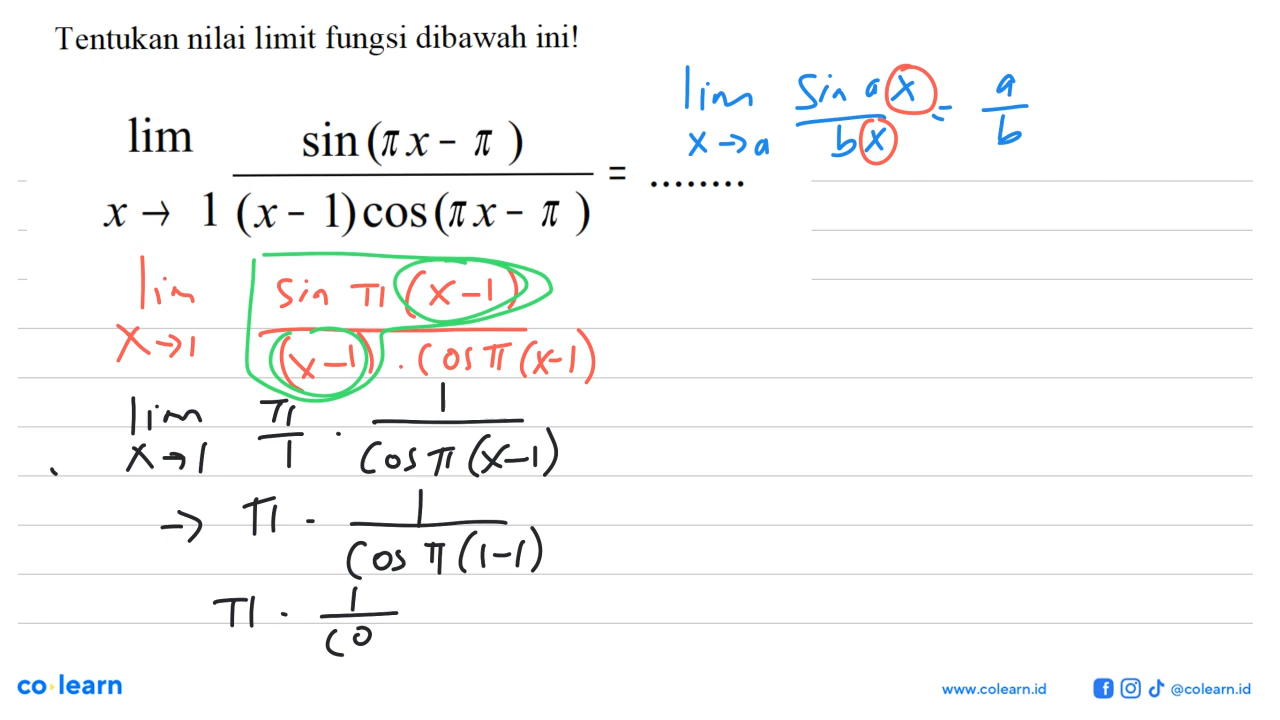 Tentukan nilai limit fungsi dibawah ini!
lim x → 1 sin(πx - π) / (x - 1)cos(πx - π) = ........
lim x→a sin ax / bx = a / b
lim x→1 sin π (x-1) / (x-1) . cos π (x-1)
lim x→1 π / 1 . 1 / cos π (x-1)
→ π . 1 / cos π (1-1)
π . 1 / co
co learn
www.colearn.id
@colearn.id